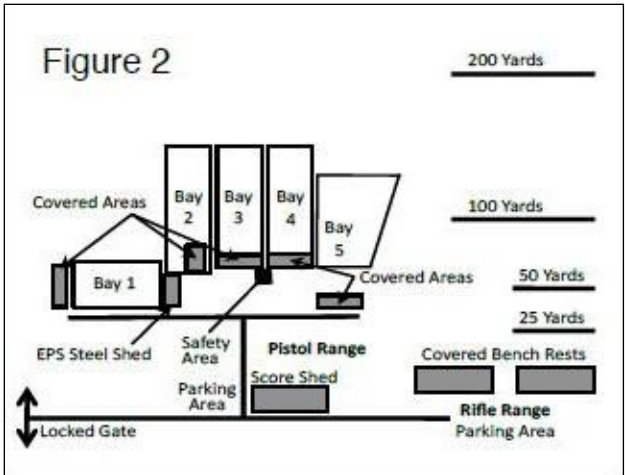 Figure 2
200 Yards
Covered Areas
Bay
2
Bay
3
Bay
4
Bay
5
100 Yards
Bay 1
Covered Areas
50 Yards
25 Yards
EPS Steel Shed
Safety
Area
Pistol Range
Covered Bench Rests
Parking
Area
Score Shed
Rifle Range
Parking Area
Locked Gate